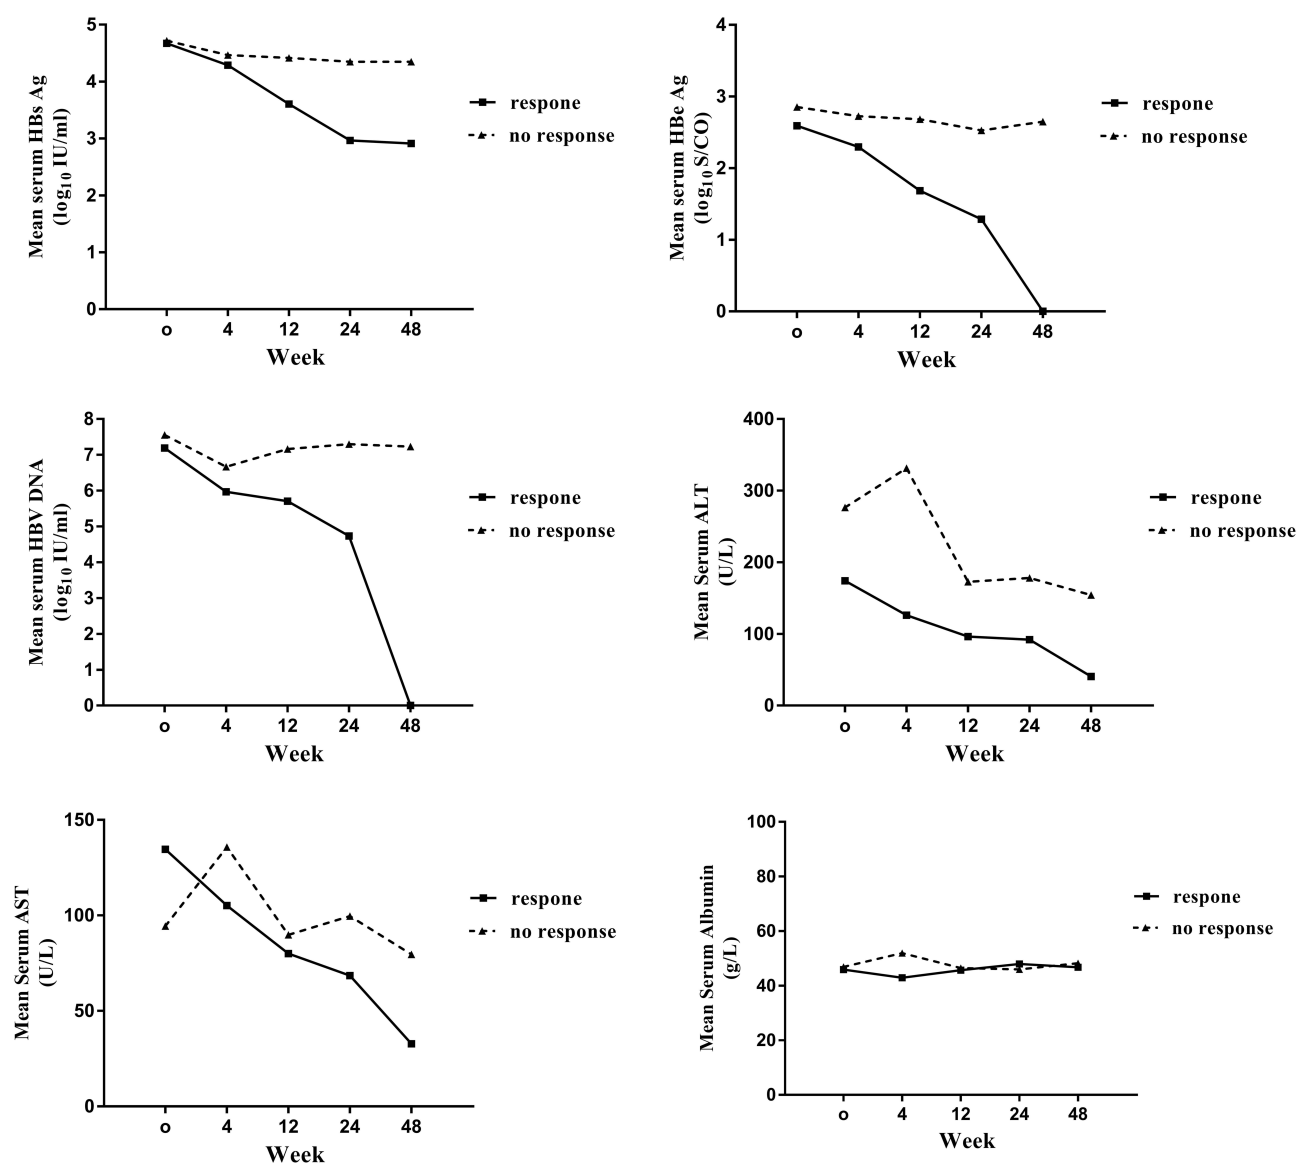 Mean serum HBs Ag
(log10 IU/ml)
5
4
3
2
1
0
o 4 12 24 48
Week
respone
no response
Mean serum HBe Ag
(log10 S/CO)
4
3
2
1
0
o 4 12 24 48
Week
respone
no response
Mean serum HBV DNA
(log10 IU/ml)
8
7
6
5
4
3
2
1
0
o 4 12 24 48
Week
respone
no response
Mean Serum ALT
(U/L)
400
300
200
100
0
o 4 12 24 48
Week
respone
no response
Mean Serum AST
(U/L)
150
100
50
0
o 4 12 24 48
Week
respone
no response
Mean Serum Albumin
(g/L)
100
80
60
40
20
0
o 4 12 24 48
Week
respone
no response